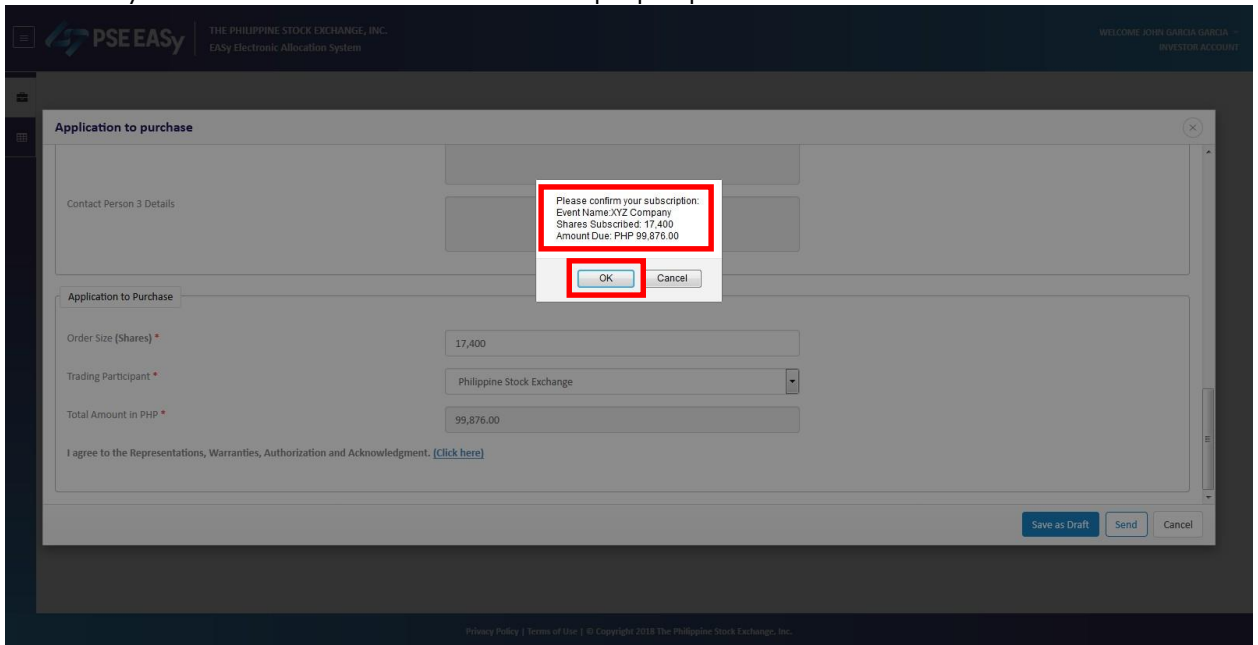 PSE EASy
THE PHILIPPINE STOCK EXCHANGE, INC.
EASy Electronic Allocation System
WELCOME JOHN GARCIA GARCIA
INVESTOR ACCOUNT
Application to purchase
Contact Person 3 Details
Please confirm your subscription:
Event Name:XYZ Company
Shares Subscribed: 17,400
Amount Due: PHP 99,876.00
OK Cancel
Application to Purchase
Order Size (Shares) * 17,400
Trading Participant * Philippine Stock Exchange
Total Amount in PHP * 99,876.00
I agree to the Representations, Warranties, Authorization and Acknowledgment. (Click here)
Save as Draft Send Cancel
Privacy Policy | Terms of Use | © Copyright 2018 The Philippine Stock Exchange, Inc.